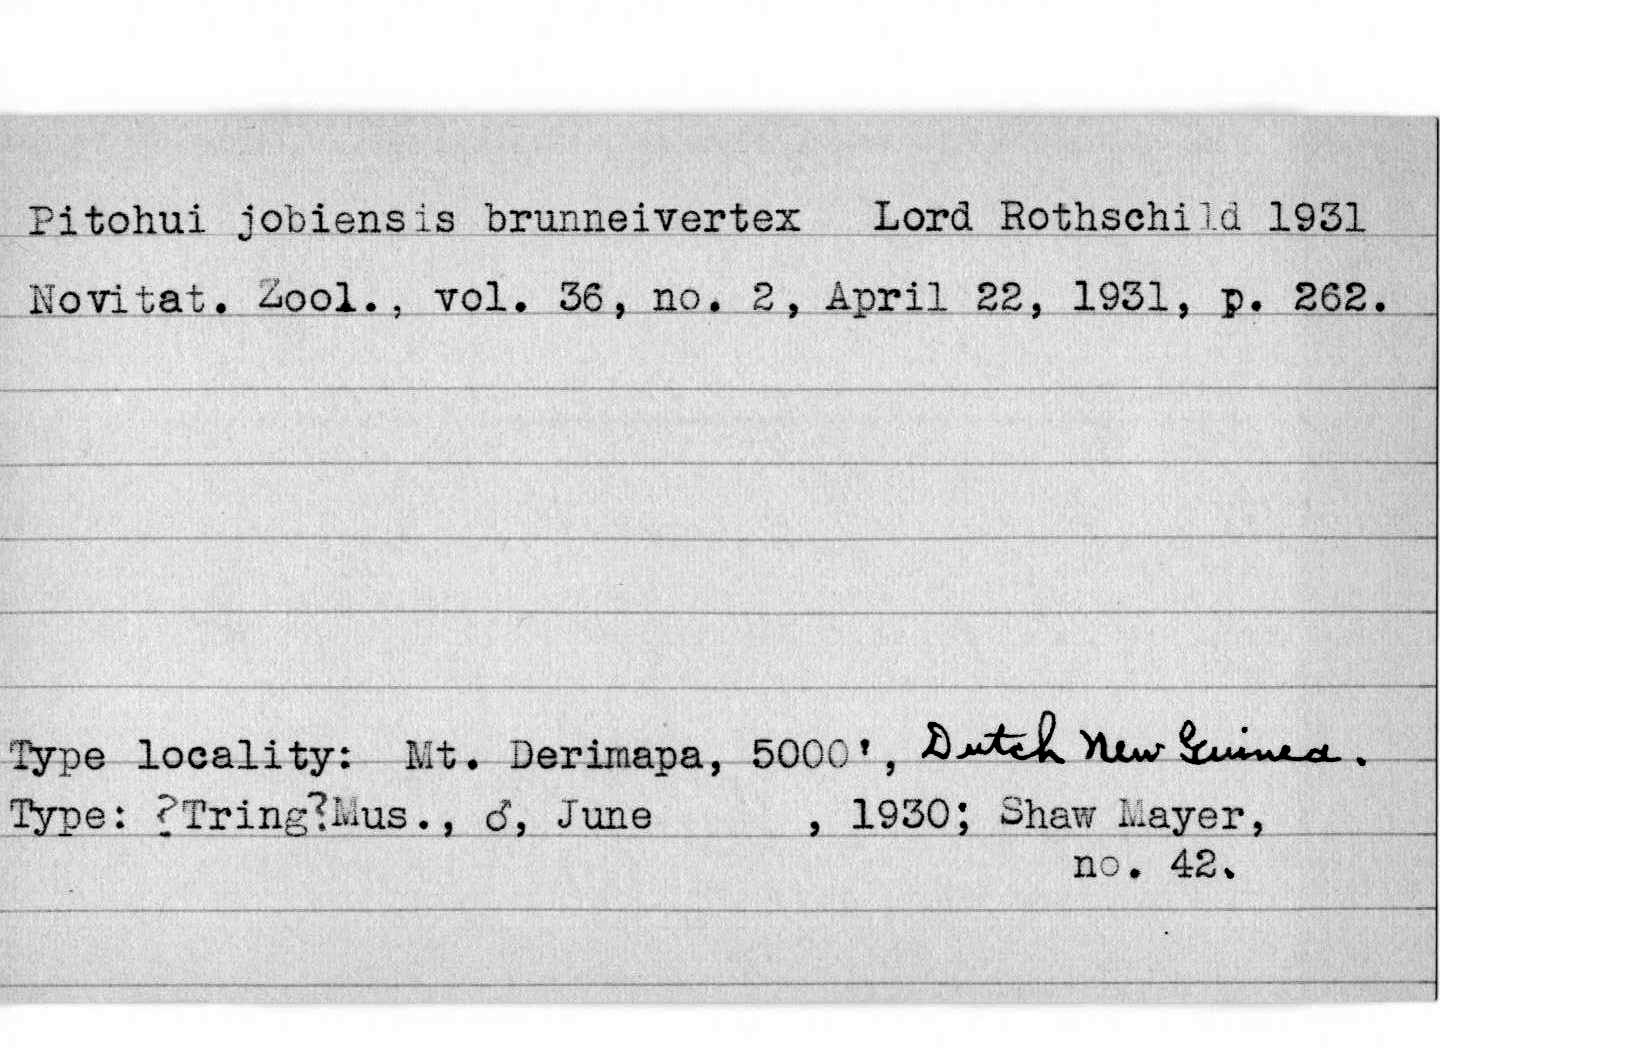 Pitohui jobiensis brunneivertex Lord Rothschild 1931
Novitat. Zool., vol. 36, no. 2, April 22, 1931, p. 262.
Type locality: Mt. Derimapa, 5000', Dutch New Guinea.
Type: ?Tring?Mus., ♂, June , 1930; Shaw Mayer,
no. 42.